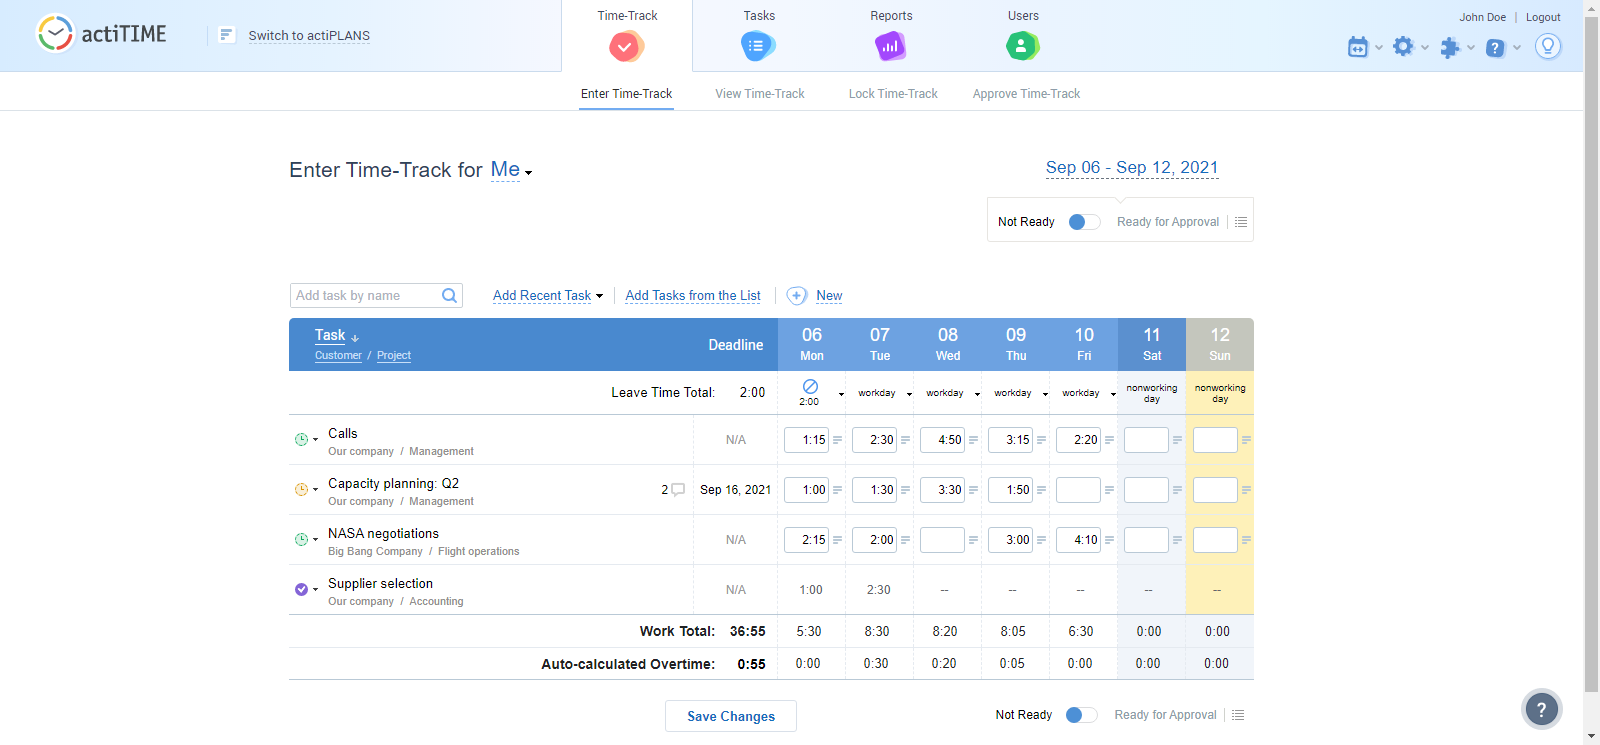 actiTIME
Switch to actiPLANS
Time-Track
Tasks
Reports
Users
John Doe | Logout
?
Enter Time-Track
View Time-Track
Lock Time-Track
Approve Time-Track
Enter Time-Track for Me
Sep 06 - Sep 12, 2021
Not Ready Ready for Approval
Add task by name
Add Recent Task
Add Tasks from the List
New
Task ↓ Deadline 06 07 08 09 10 11 12
Customer / Project Mon Tue Wed Thu Fri Sat Sun
Leave Time Total: 2:00 2:00 workday workday workday workday nonworking day nonworking day
Calls N/A 1:15 2:30 4:50 3:15 2:20
Our company / Management
Capacity planning: Q2 2 Sep 16, 2021 1:00 1:30 3:30 1:50
Our company / Management
NASA negotiations N/A 2:15 2:00 3:00 4:10
Big Bang Company / Flight operations
Supplier selection N/A 1:00 2:30 -- -- -- -- --
Our company / Accounting
Work Total: 36:55 5:30 8:30 8:20 8:05 6:30 0:00 0:00
Auto-calculated Overtime: 0:55 0:00 0:30 0:20 0:05 0:00 0:00 0:00
Save Changes
Not Ready Ready for Approval
?